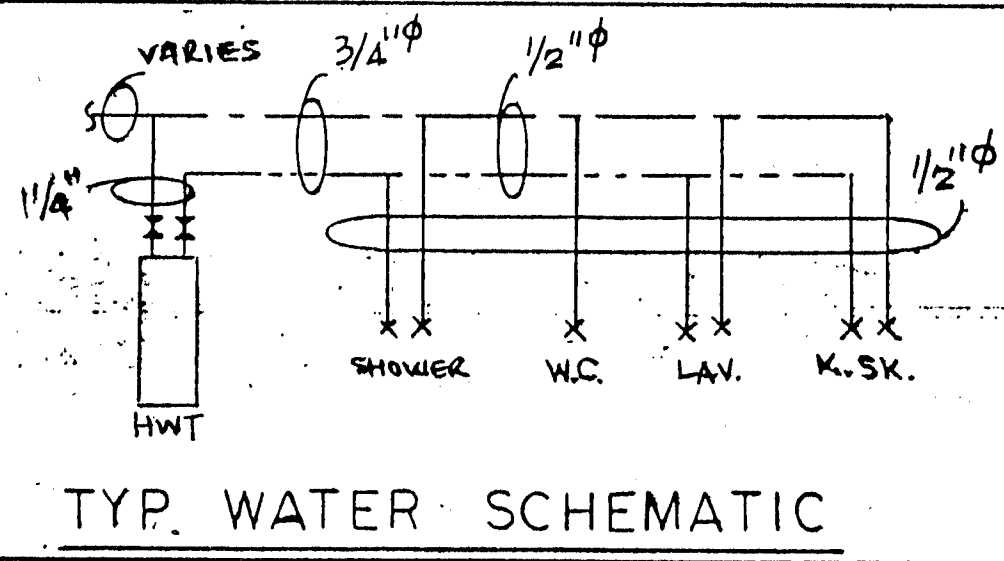 VARIES
3/4"φ
1/2"φ
1 1/4"
1/2"φ
SHOWER
W.C.
LAV.
K. SK.
HWT
TYP. WATER SCHEMATIC